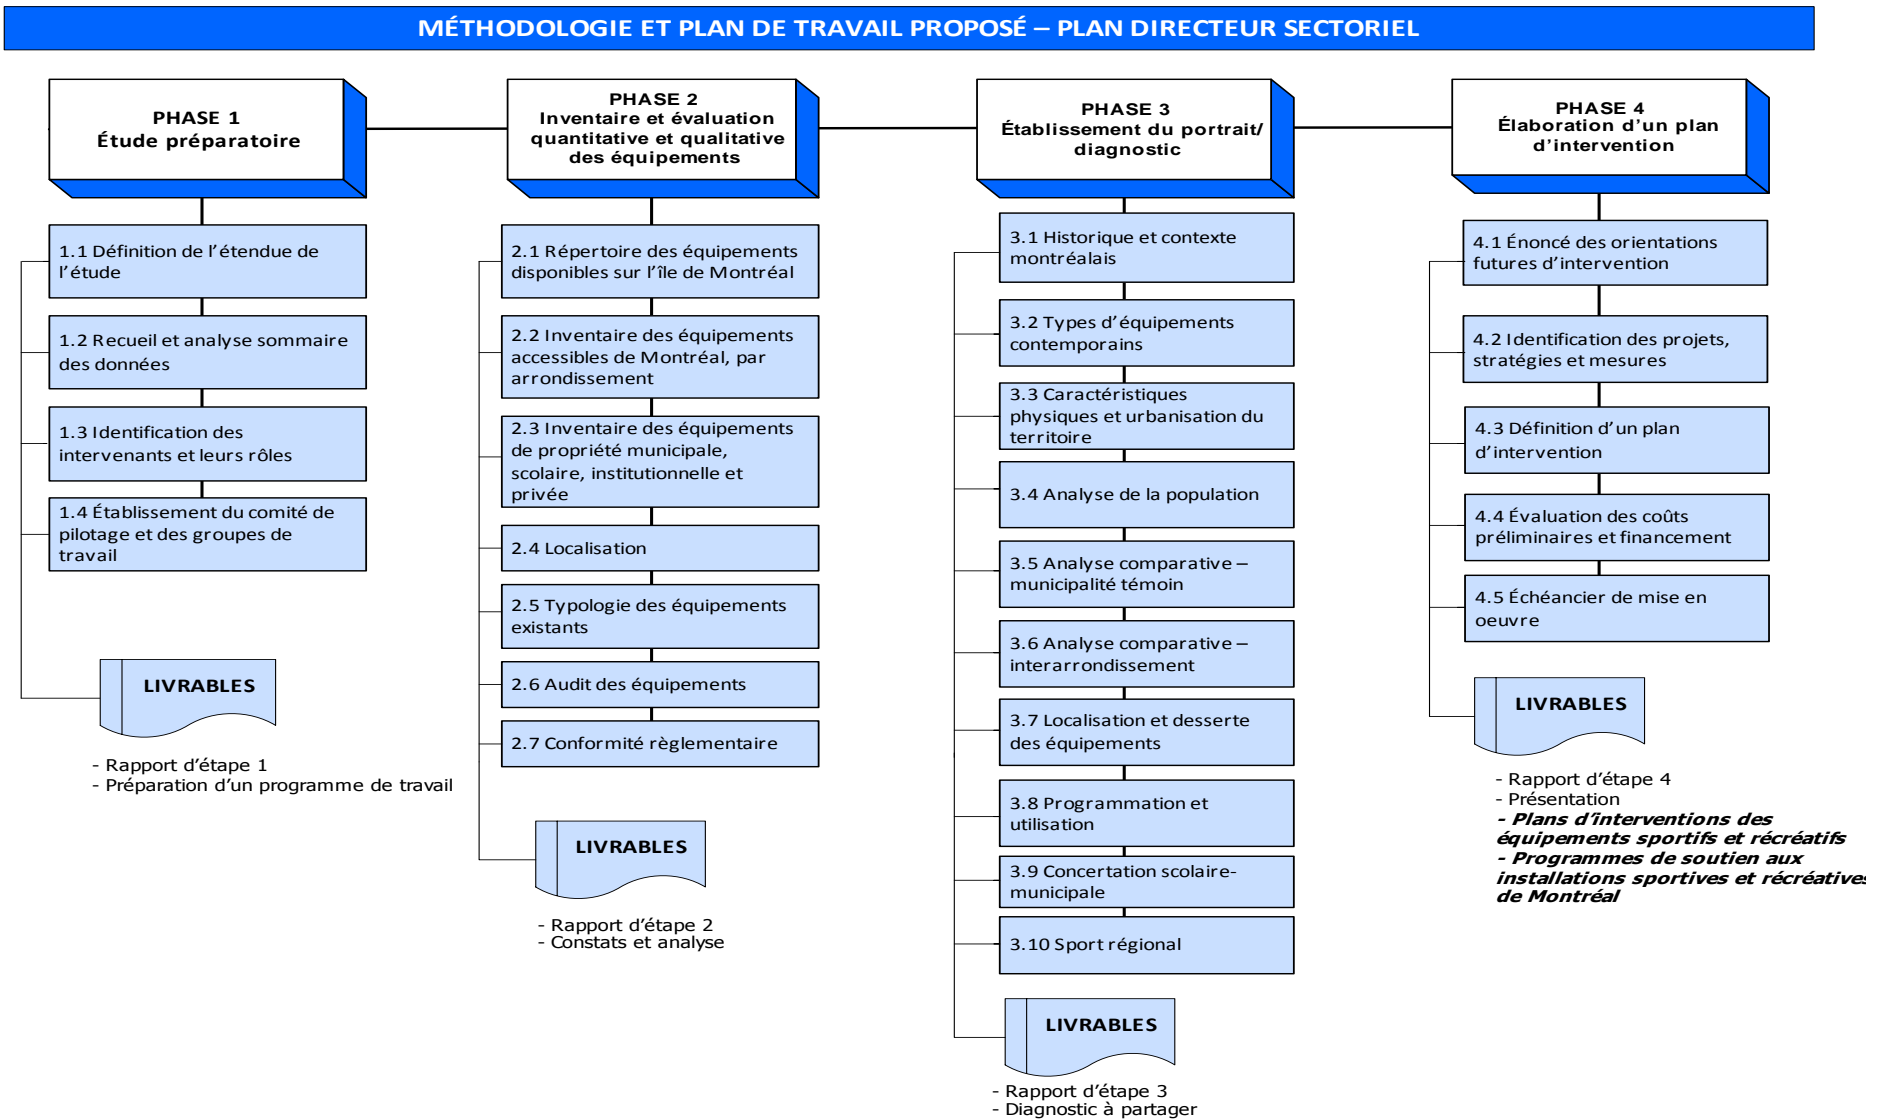 MÉTHODOLOGIE ET PLAN DE TRAVAIL PROPOSÉ – PLAN DIRECTEUR SECTORIEL
PHASE 1
Étude préparatoire
1.1 Définition de l’étendue de
l’étude
1.2 Recueil et analyse sommaire
des données
1.3 Identification des
intervenants et leurs rôles
1.4 Établissement du comité de
pilotage et des groupes de
travail
LIVRABLES
- Rapport d’étape 1
- Préparation d’un programme de travail
PHASE 2
Inventaire et évaluation
quantitative et qualitative
des équipements
2.1 Répertoire des équipements
disponibles sur l’île de Montréal
2.2 Inventaire des équipements
accessibles de Montréal, par
arrondissement
2.3 Inventaire des équipements
de propriété municipale,
scolaire, institutionnelle et
privée
2.4 Localisation
2.5 Typologie des équipements
existants
2.6 Audit des équipements
2.7 Conformité règlementaire
LIVRABLES
- Rapport d’étape 2
- Constats et analyse
PHASE 3
Établissement du portrait/
diagnostic
3.1 Historique et contexte
montréalais
3.2 Types d’équipements
contemporains
3.3 Caractéristiques
physiques et urbanisation du
territoire
3.4 Analyse de la population
3.5 Analyse comparative –
municipalité témoin
3.6 Analyse comparative –
interarrondissement
3.7 Localisation et desserte
des équipements
3.8 Programmation et
utilisation
3.9 Concertation scolaire-
municipale
3.10 Sport régional
LIVRABLES
- Rapport d’étape 3
- Diagnostic à partager
PHASE 4
Élaboration d’un plan
d’intervention
4.1 Énoncé des orientations
futures d’intervention
4.2 Identification des projets,
stratégies et mesures
4.3 Définition d’un plan
d’intervention
4.4 Évaluation des coûts
préliminaires et financement
4.5 Échéancier de mise en
oeuvre
LIVRABLES
- Rapport d’étape 4
- Présentation
- Plans d’interventions des
équipements sportifs et récréatifs
- Programmes de soutien aux
installations sportives et récréatives
de Montréal